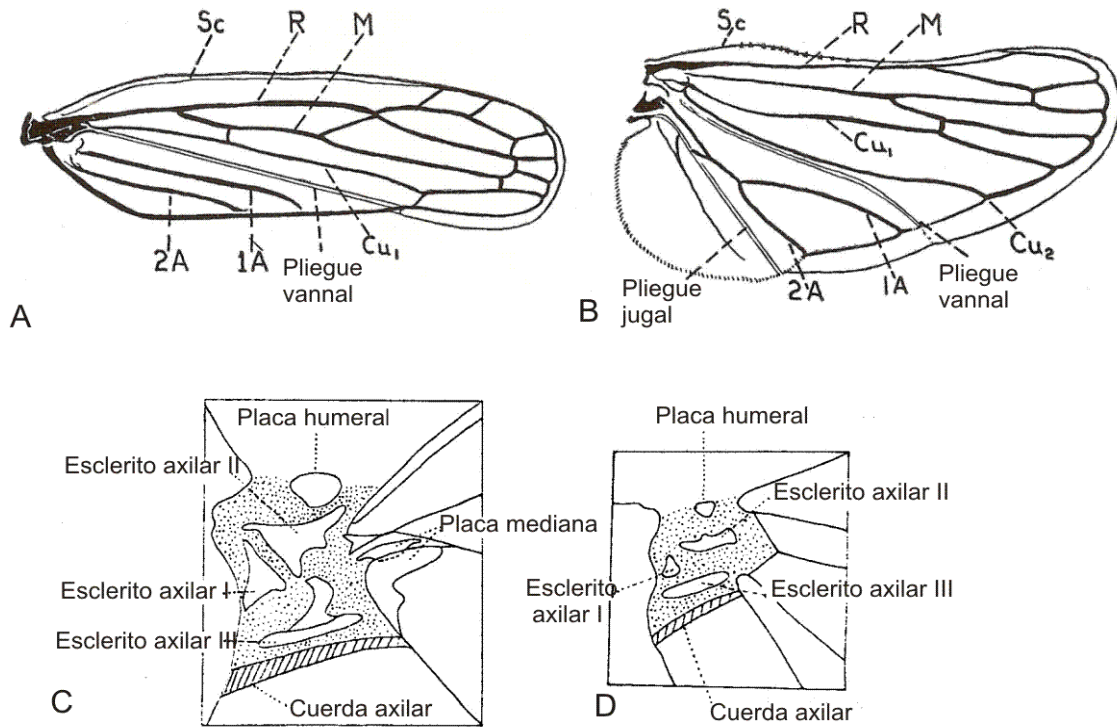 Sc
R
M
2A
1A
Cu₁
Pliegue
vannal
A
Sc
R
M
Cu₁
Cu₂
Pliegue
jugal
2A
1A
Pliegue
vannal
B
Placa humeral
Esclerito axilar II
Placa mediana
Esclerito axilar I
Esclerito axilar III
Cuerda axilar
C
Placa humeral
Esclerito axilar II
Esclerito
axilar I
Esclerito axilar III
Cuerda axilar
D